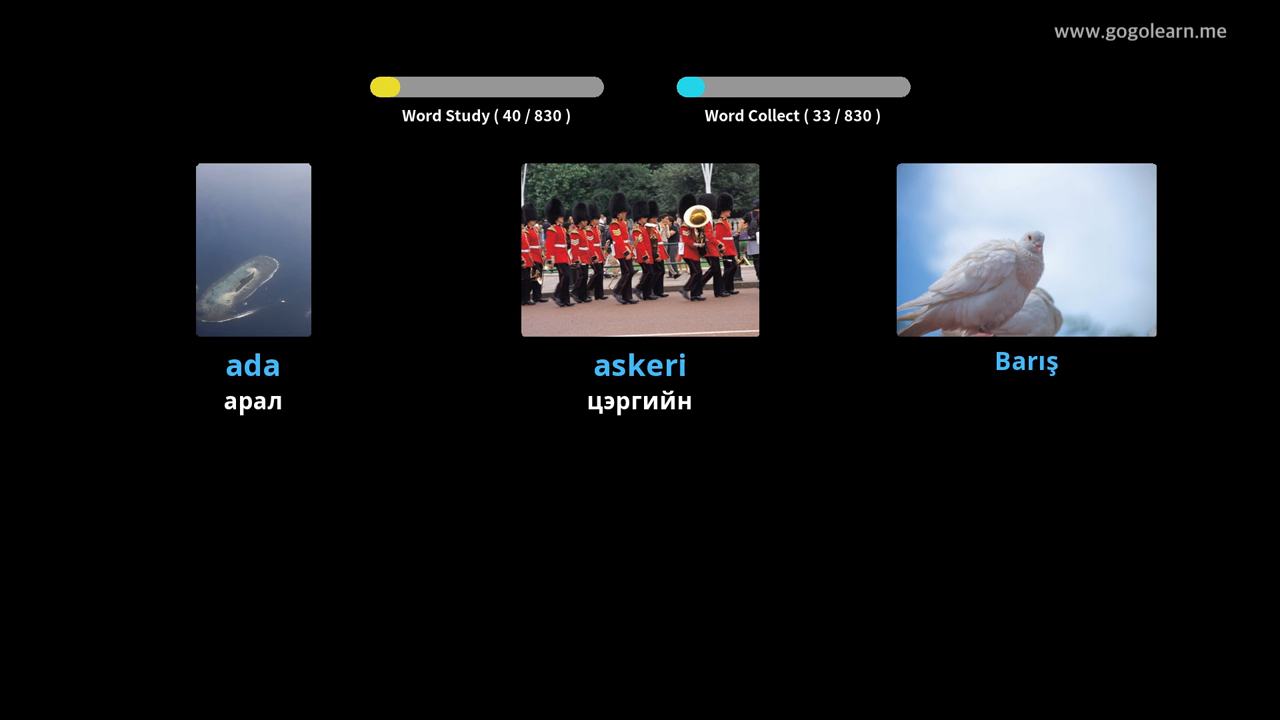 www.gogolearn.me
Word Study ( 40 / 830 )
Word Collect ( 33 / 830 )
ada
арал
askeri
цэргийн
Barış